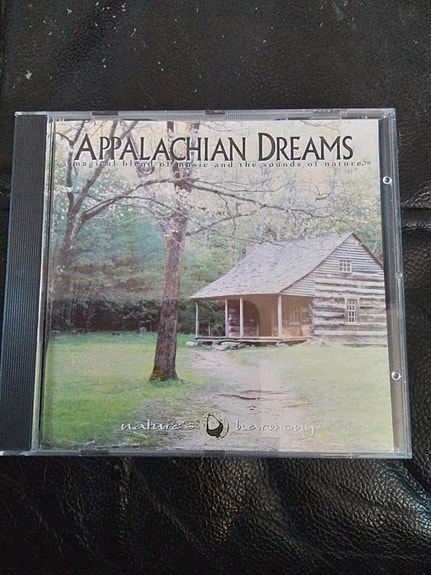 APPALACHIAN DREAMS
a magical blend of music and the sounds of nature.™
nature's harmony